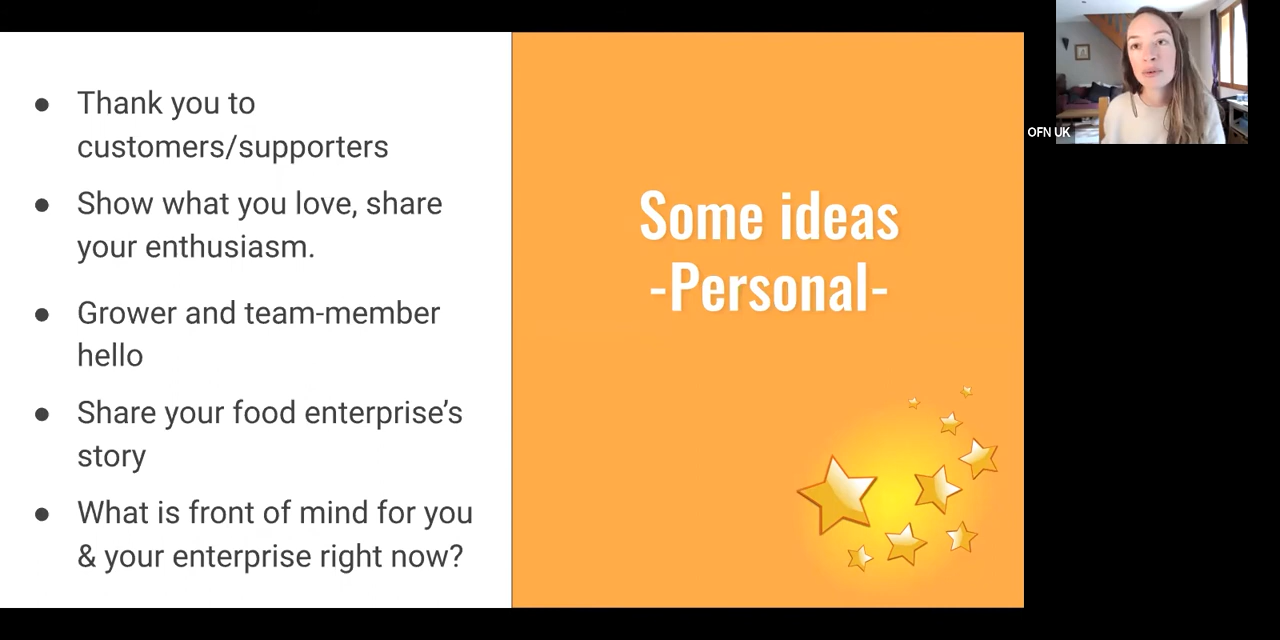 ● Thank you to
customers/supporters
● Show what you love, share
your enthusiasm.
● Grower and team-member
hello
● Share your food enterprise’s
story
● What is front of mind for you
& your enterprise right now?
Some ideas
-Personal-
OFN UK